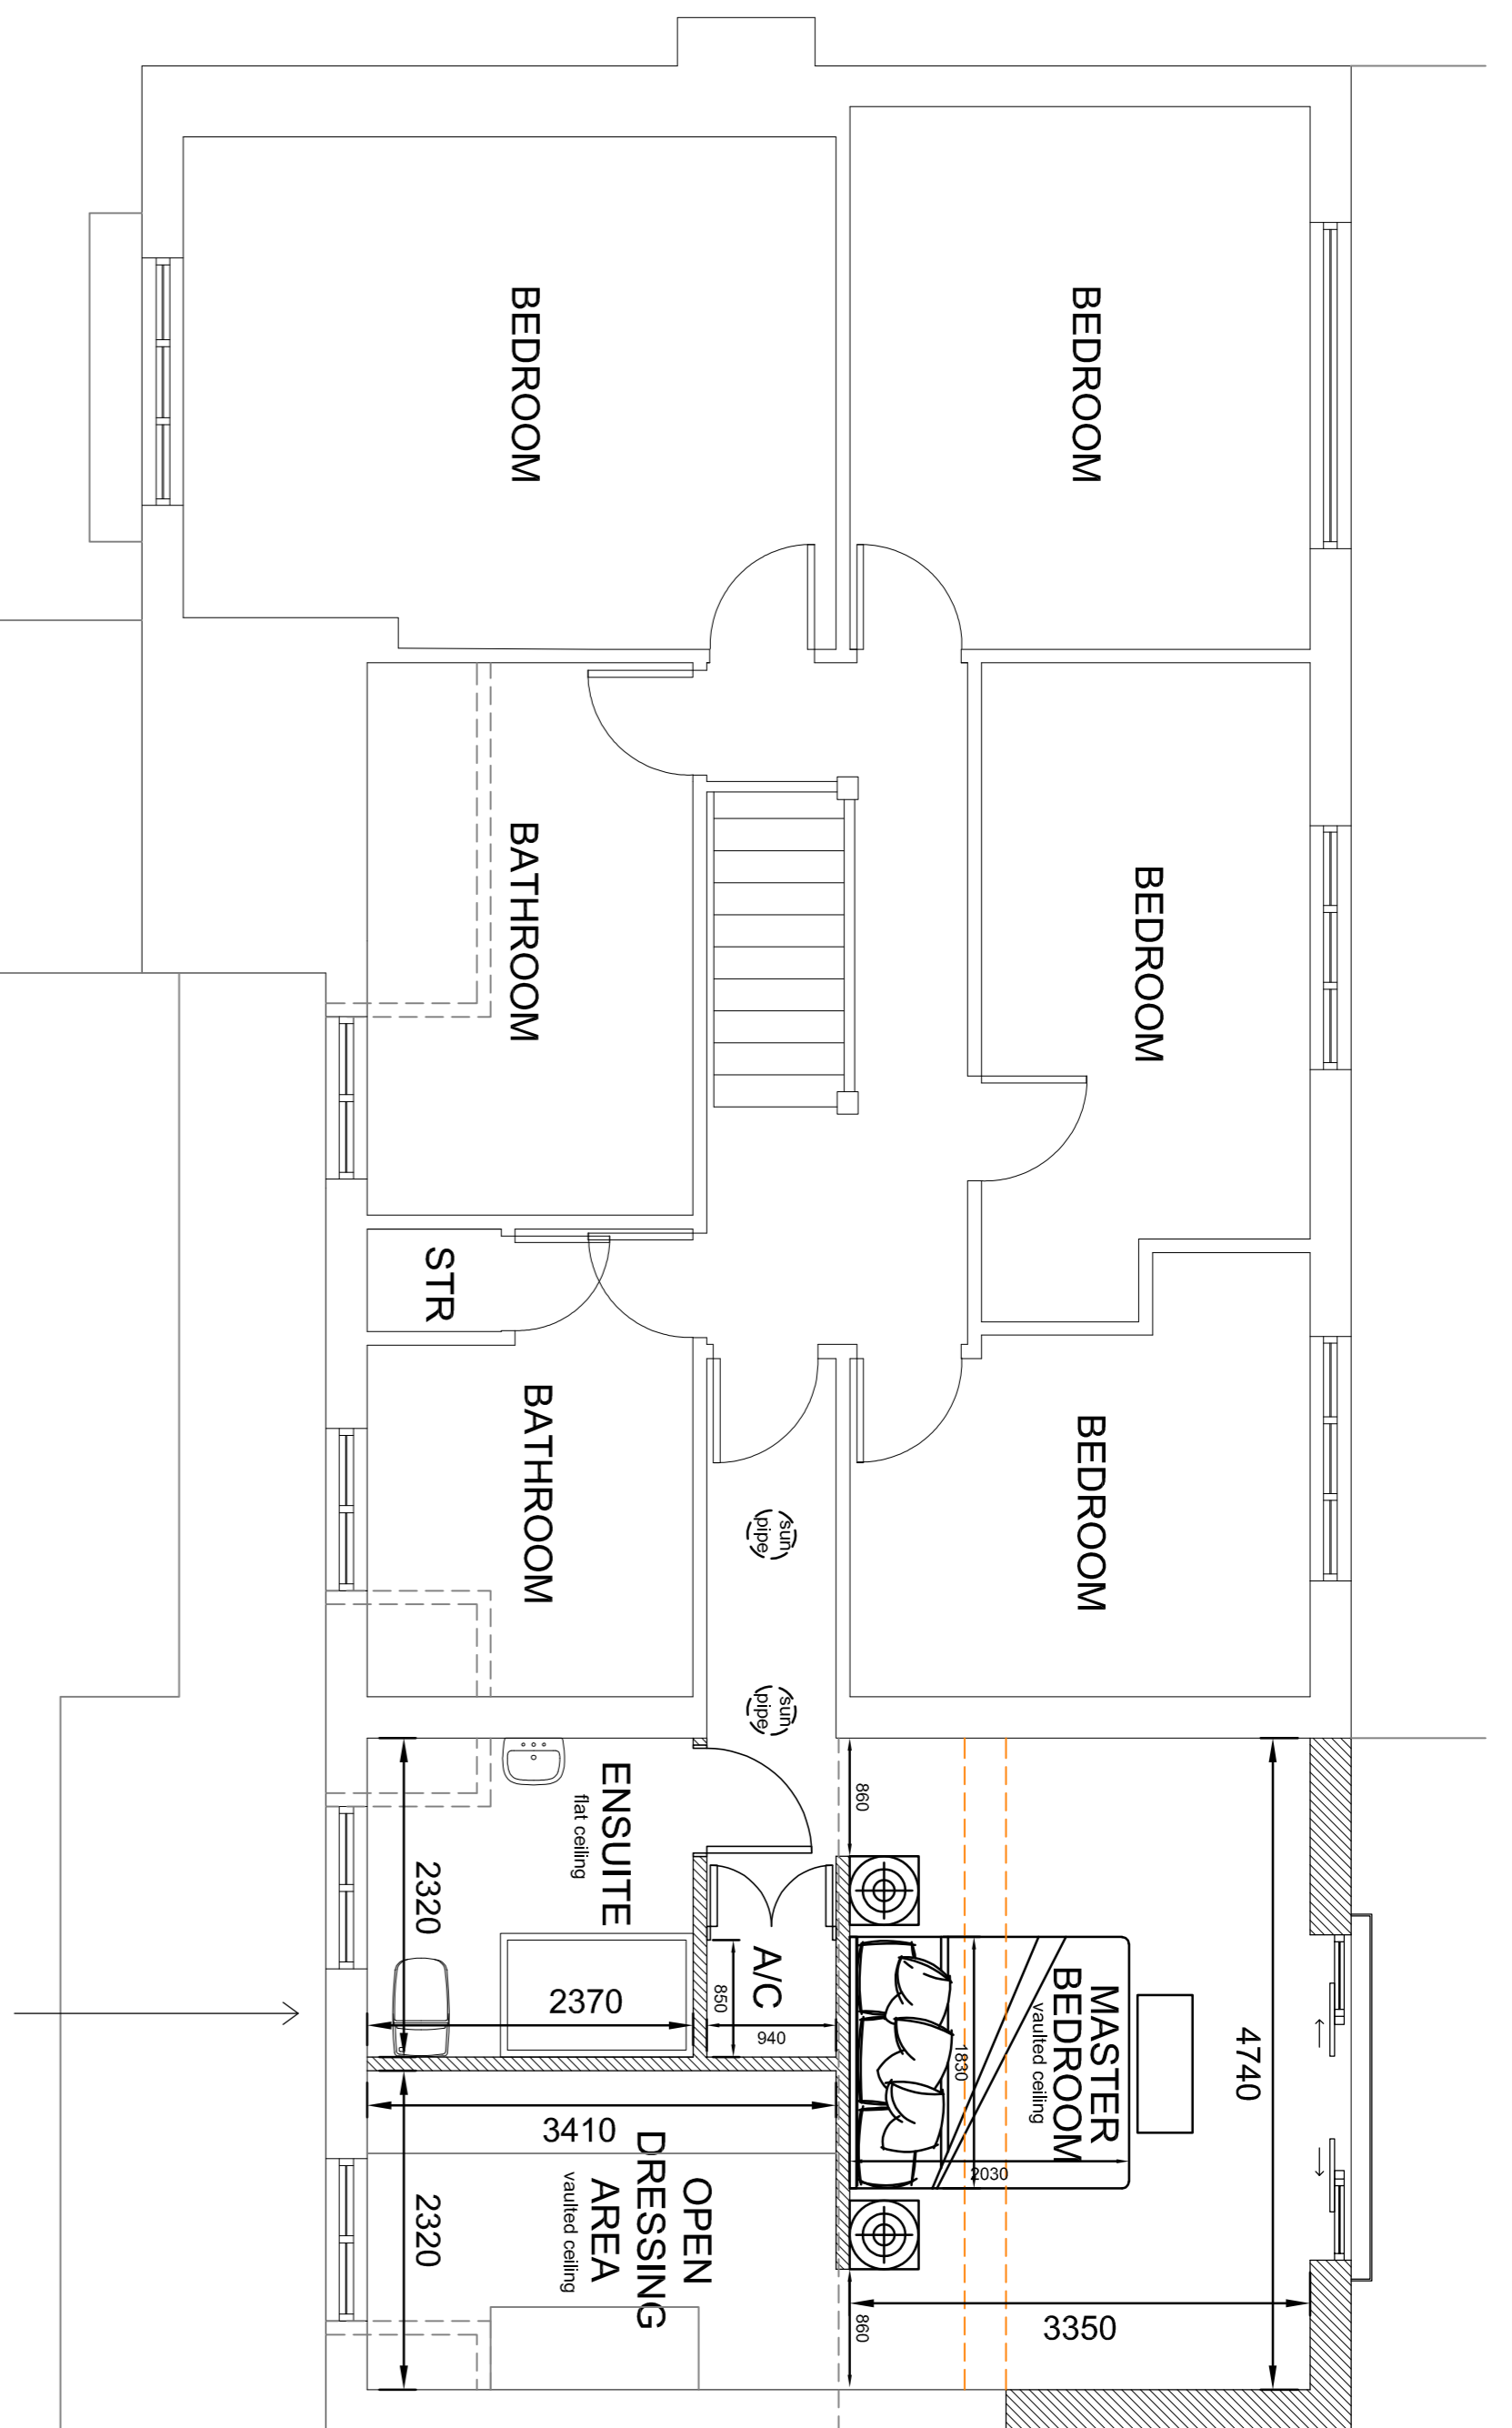 BEDROOM
BEDROOM
BATHROOM
BEDROOM
STR
BATHROOM
BEDROOM
sun
pipe
sun
pipe
ENSUITE
flat ceiling
2320
2370
A/C
850
940
860
MASTER
BEDROOM
vaulted ceiling
1830
2030
4740
3410
OPEN
DRESSING
AREA
vaulted ceiling
2320
860
3350